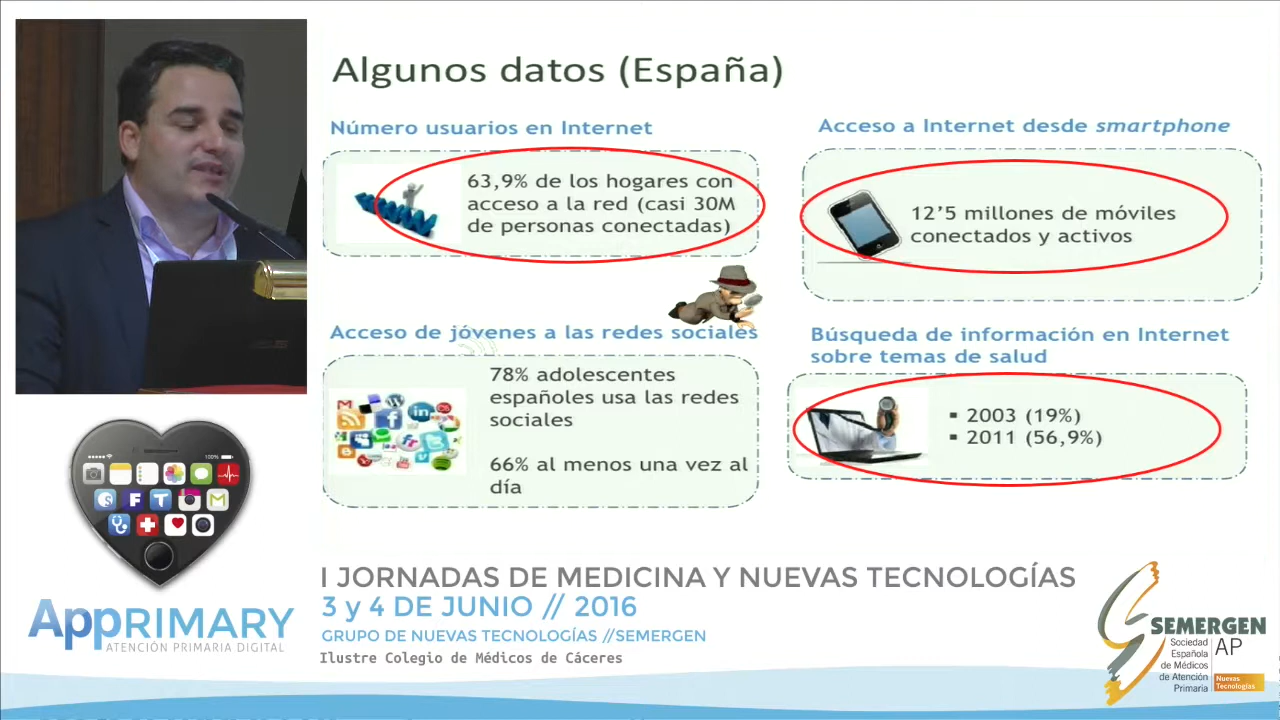 Algunos datos (España)
Número usuarios en Internet
63,9% de los hogares con
acceso a la red (casi 30M
de personas conectadas)
Acceso a Internet desde smartphone
12’5 millones de móviles
conectados y activos
Acceso de jóvenes a las redes sociales
78% adolescentes
españoles usa las redes
sociales
66% al menos una vez al
día
Búsqueda de información en Internet
sobre temas de salud
▪ 2003 (19%)
▪ 2011 (56,9%)
100%
AppRIMARY
ATENCIÓN PRIMARIA DIGITAL
I JORNADAS DE MEDICINA Y NUEVAS TECNOLOGÍAS
3 y 4 DE JUNIO // 2016
GRUPO DE NUEVAS TECNOLOGÍAS //SEMERGEN
Ilustre Colegio de Médicos de Cáceres
SEMERGEN
Sociedad
Española
de Médicos
de Atención
Primaria
AP
Nuevas
Tecnologías